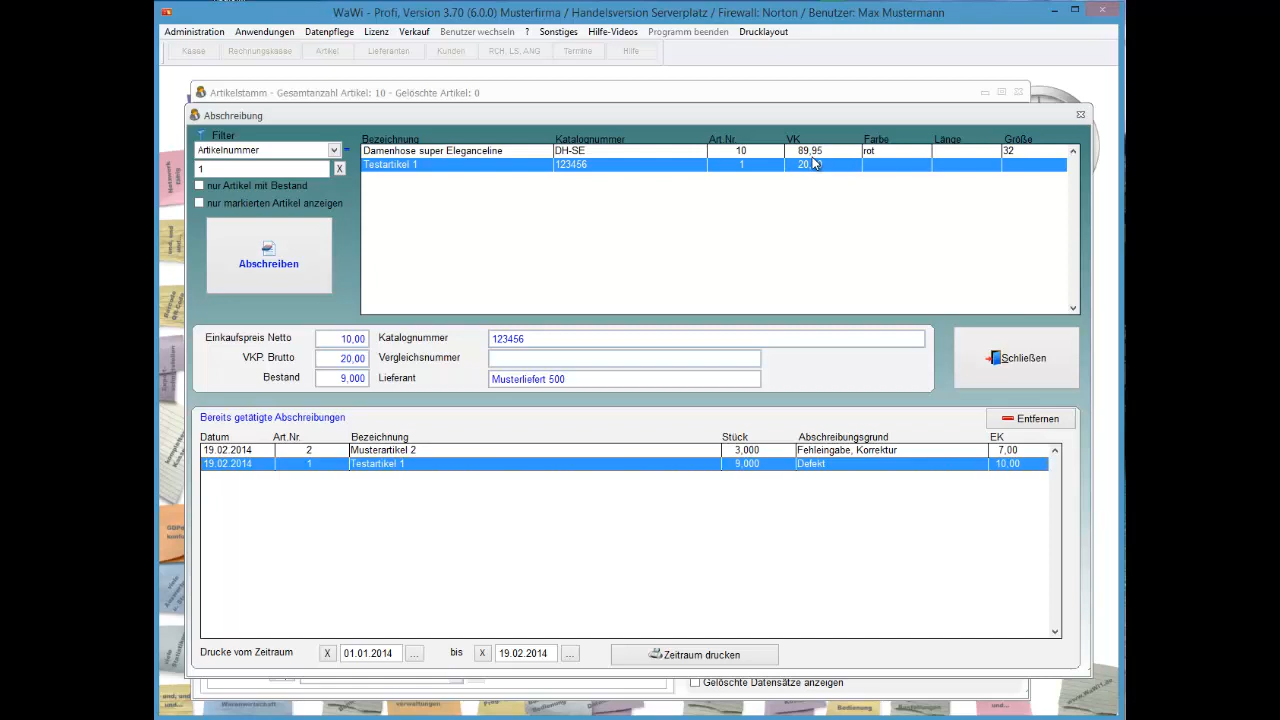 WaWi - Profi, Version 3.70 (6.0.0) Musterfirma / Handelsversion Serverplatz / Firewall: Norton / Benutzer: Max Mustermann
Administration Anwendungen Datenpflege Lizenz Verkauf Benutzer wechseln ? Sonstiges Hilfe-Videos Programm beenden Drucklayout
Kasse Rechnungskasse Artikel Lieferanten Kunden RCH, LS, ANG Termine Hilfe
Artikelstamm - Gesamtanzahl Artikel: 10 - Gelöschte Artikel: 0
Abschreibung
Filter
Artikelnummer
1 X
nur Artikel mit Bestand
nur markierten Artikel anzeigen
Abschreiben
Bezeichnung Katalognummer Art.Nr. VK Farbe Länge Größe
Damenhose super Eleganceline DH-SE 10 89,95 rot 32
Testartikel 1 123456 1 20,
Einkaufspreis Netto 10,00 Katalognummer 123456
VKP. Brutto 20,00 Vergleichsnummer
Bestand 9,000 Lieferant Musterliefert 500
Schließen
Bereits getätigte Abschreibungen
Entfernen
Datum Art.Nr. Bezeichnung Stück Abschreibungsgrund EK
19.02.2014 2 Musterartikel 2 3,000 Fehleingabe, Korrektur 7,00
19.02.2014 1 Testartikel 1 9,000 Defekt 10,00
Drucke vom Zeitraum X 01.01.2014 ... bis X 19.02.2014 ... Zeitraum drucken
Gelöschte Datensätze anzeigen